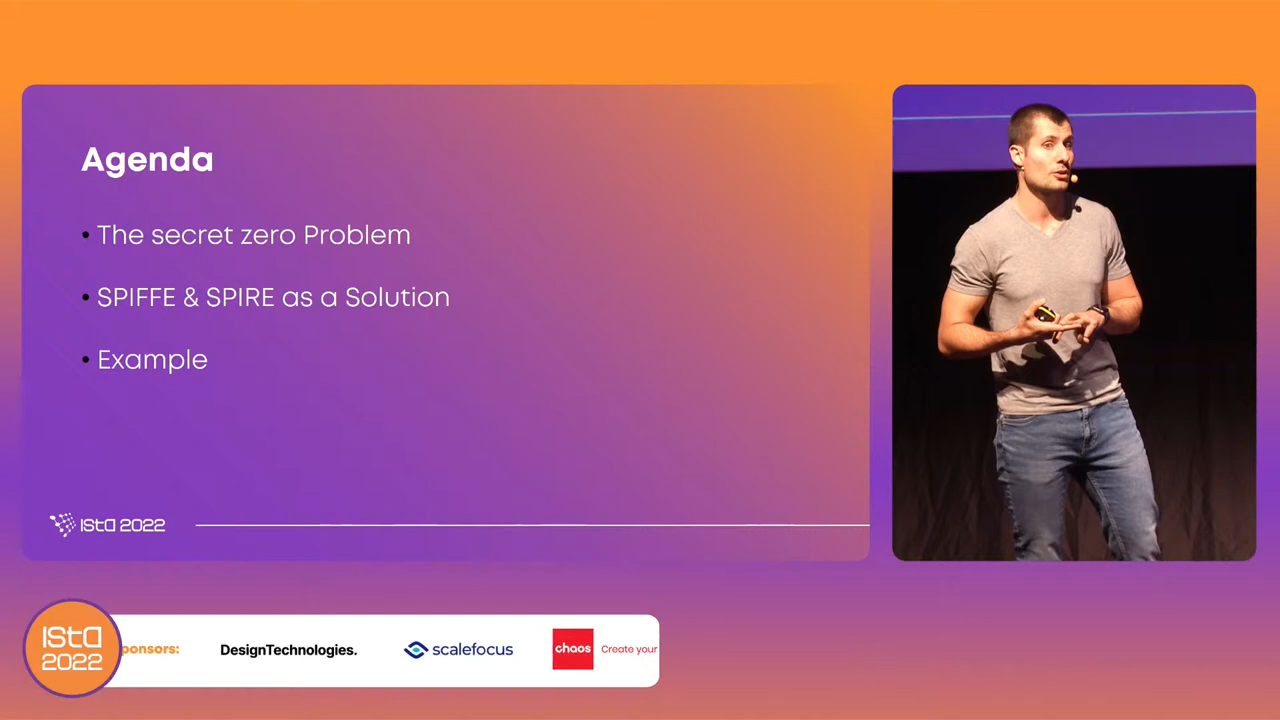 Agenda
• The secret zero Problem
• SPIFFE & SPIRE as a Solution
• Example
ista 2022
ista
2022
ponsors:
DesignTechnologies.
scalefocus
chaos
Create your